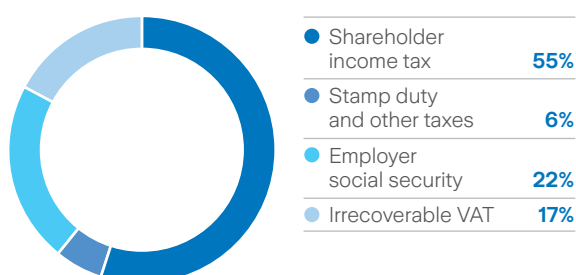 Shareholder
income tax 55%
Stamp duty
and other taxes 6%
Employer
social security 22%
Irrecoverable VAT 17%